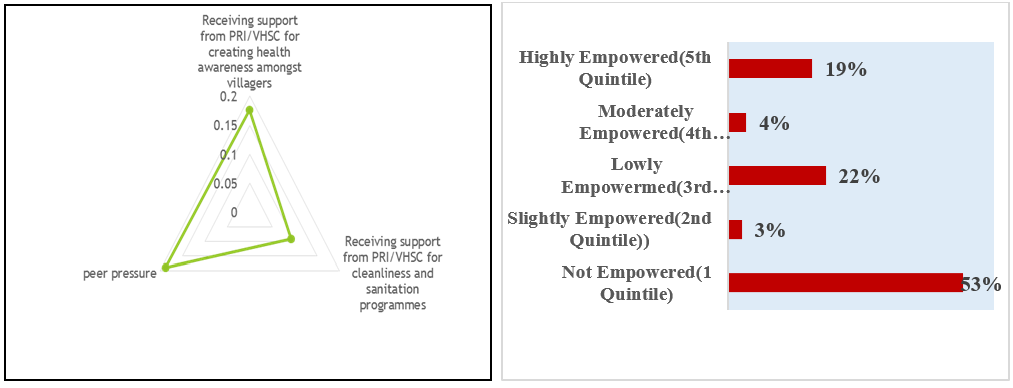 Receiving support
from PRI/VHSC for
creating health
awareness amongst
villagers
0.2
0.15
0.1
0.05
0
Receiving support
from PRI/VHSC for
cleanliness and
sanitation
programmes
peer pressure
Highly Empowered(5th
Quintile)
19%
Moderately
Empowered(4th…
4%
Lowly
Empowermed(3rd…
22%
Slightly Empowered(2nd
Quintile))
3%
Not Empowered(1
Quintile)
53%